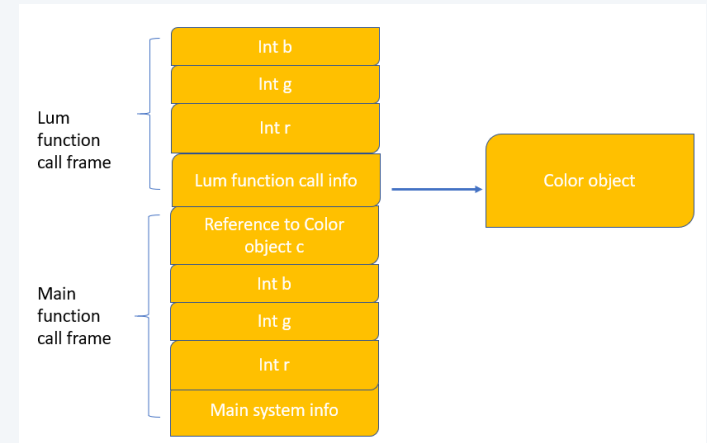 Int b
Int g
Int r
Lum function call info
Reference to Color
object c
Int b
Int g
Int r
Main system info
Lum
function
call frame
Main
function
call frame
Color object